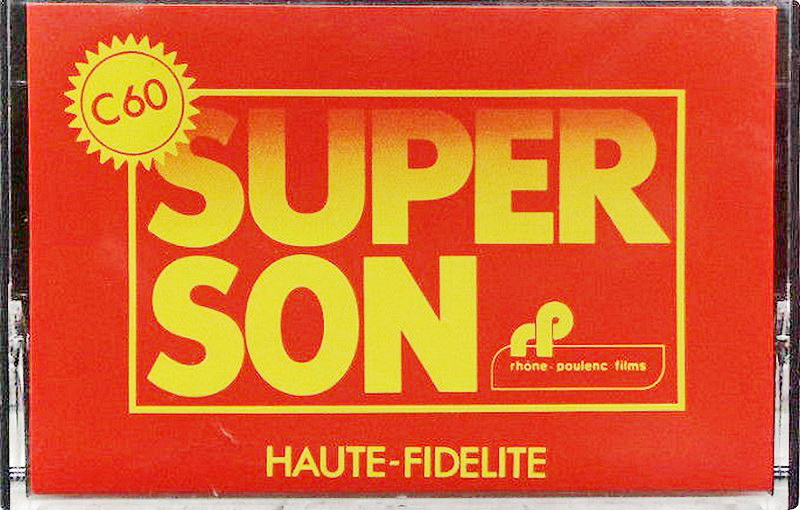 C60
SUPER
SON
rp
rhône-poulenc films
HAUTE-FIDELITE